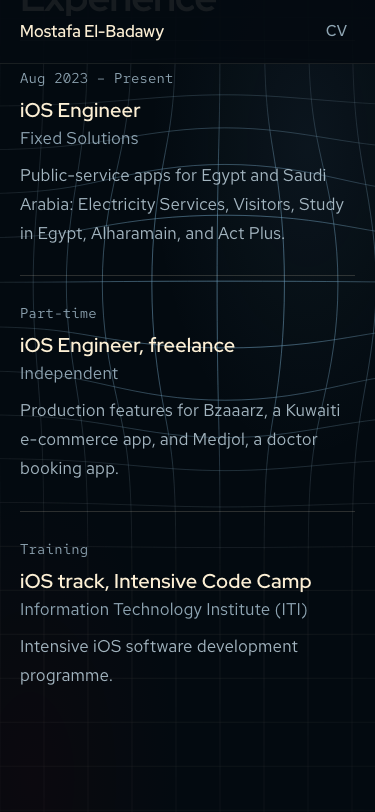 Experience
Mostafa El-Badawy
CV
Aug 2023 – Present
iOS Engineer
Fixed Solutions
Public-service apps for Egypt and Saudi
Arabia: Electricity Services, Visitors, Study
in Egypt, Alharamain, and Act Plus.
Part-time
iOS Engineer, freelance
Independent
Production features for Bzaaarz, a Kuwaiti
e-commerce app, and Medjol, a doctor
booking app.
Training
iOS track, Intensive Code Camp
Information Technology Institute (ITI)
Intensive iOS software development
programme.